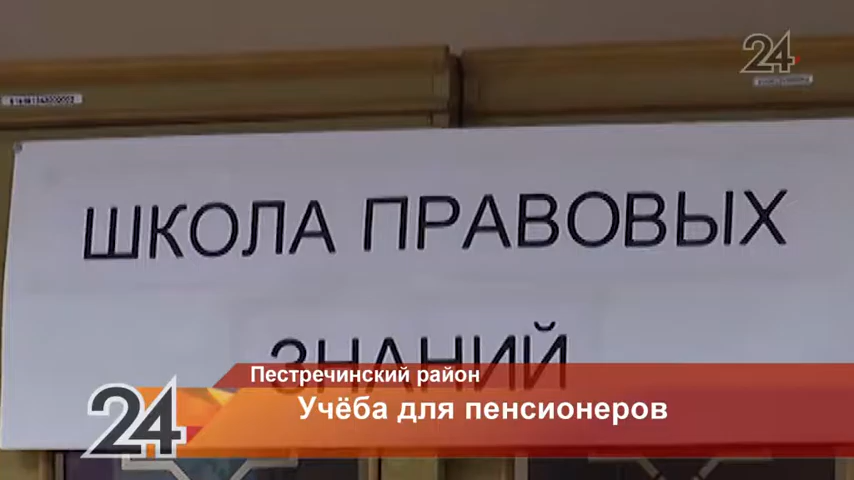 24
ШКОЛА ПРАВОВЫХ
ЗНАНИЙ
Пестречинский район
Учёба для пенсионеров
24